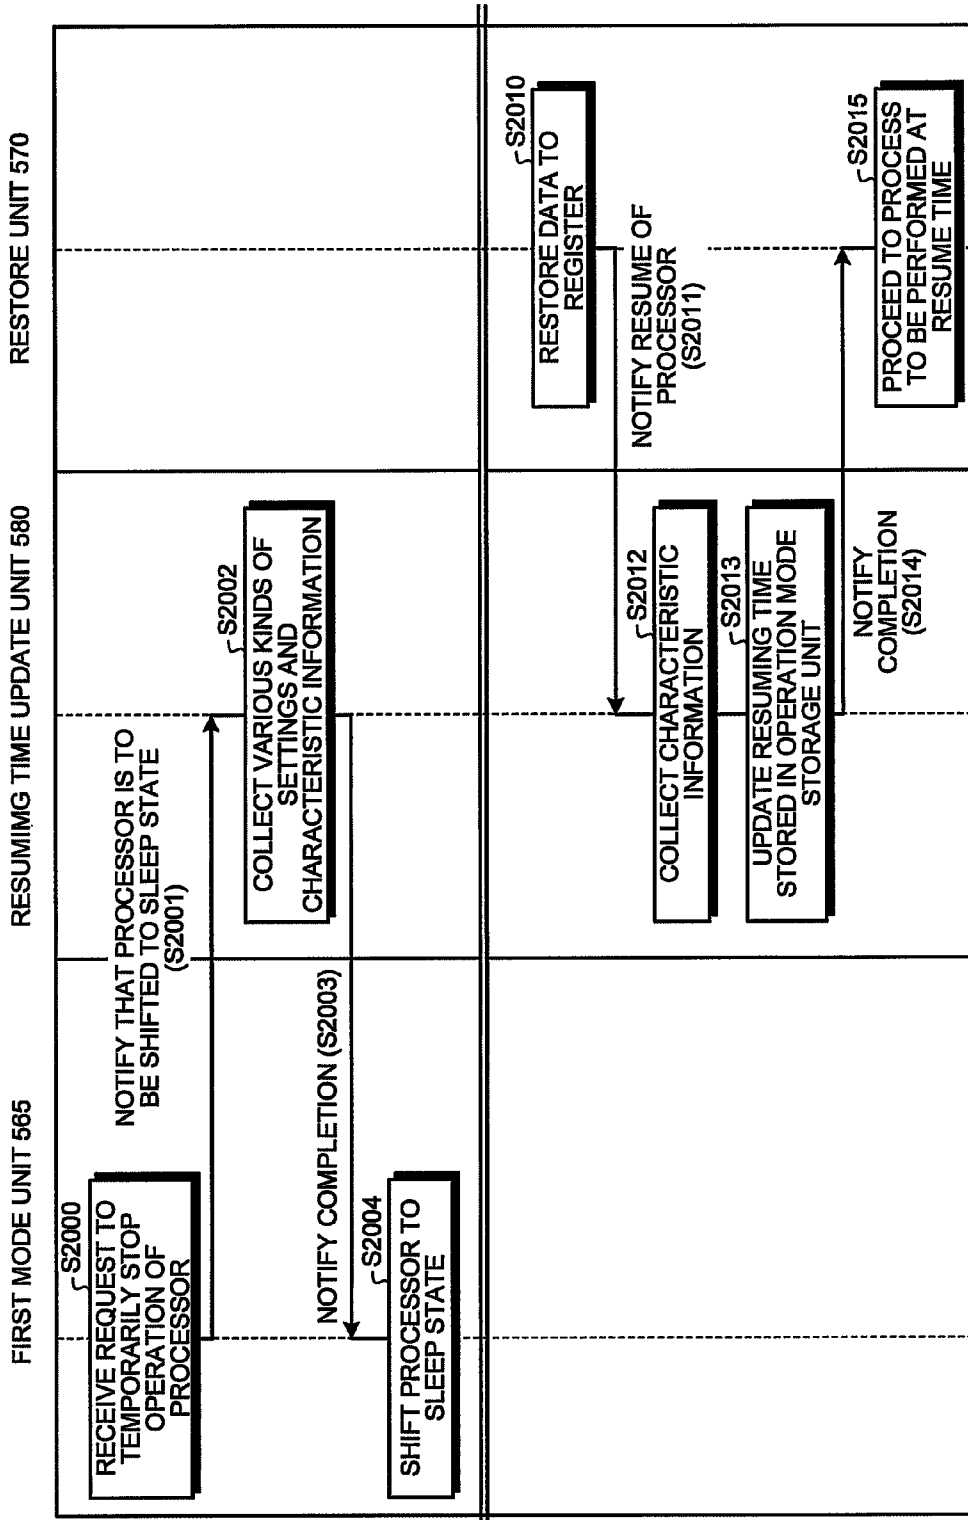 FIRST MODE UNIT 565
RESUMIMG TIME UPDATE UNIT 580
RESTORE UNIT 570
S2000
RECEIVE REQUEST TO
TEMPORARILY STOP
OPERATION OF
PROCESSOR
NOTIFY THAT PROCESSOR IS TO
BE SHIFTED TO SLEEP STATE
(S2001)
S2002
COLLECT VARIOUS KINDS OF
SETTINGS AND
CHARACTERISTIC INFORMATION
NOTIFY COMPLETION (S2003)
S2004
SHIFT PROCESSOR TO
SLEEP STATE
S2010
RESTORE DATA TO
REGISTER
NOTIFY RESUME OF
PROCESSOR
(S2011)
S2012
COLLECT CHARACTERISTIC
INFORMATION
S2013
UPDATE RESUMING TIME
STORED IN OPERATION MODE
STORAGE UNIT
NOTIFY
COMPLETION
(S2014)
S2015
PROCEED TO PROCESS
TO BE PERFORMED AT
RESUME TIME